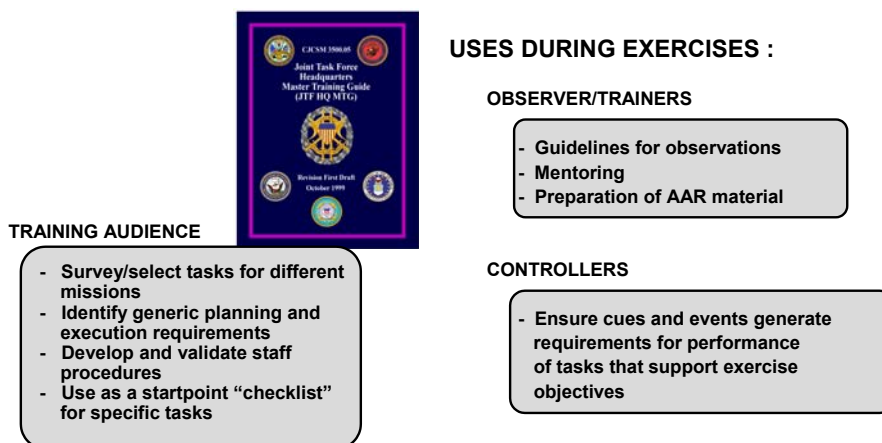 CJCSM 3500.05
Joint Task Force
Headquarters
Master Training Guide
(JTF HQ MTG)
Revision First Draft
October 1999
USES DURING EXERCISES :
OBSERVER/TRAINERS
- Guidelines for observations
- Mentoring
- Preparation of AAR material
TRAINING AUDIENCE
- Survey/select tasks for different
missions
- Identify generic planning and
execution requirements
- Develop and validate staff
procedures
- Use as a startpoint “checklist”
for specific tasks
CONTROLLERS
- Ensure cues and events generate
requirements for performance
of tasks that support exercise
objectives